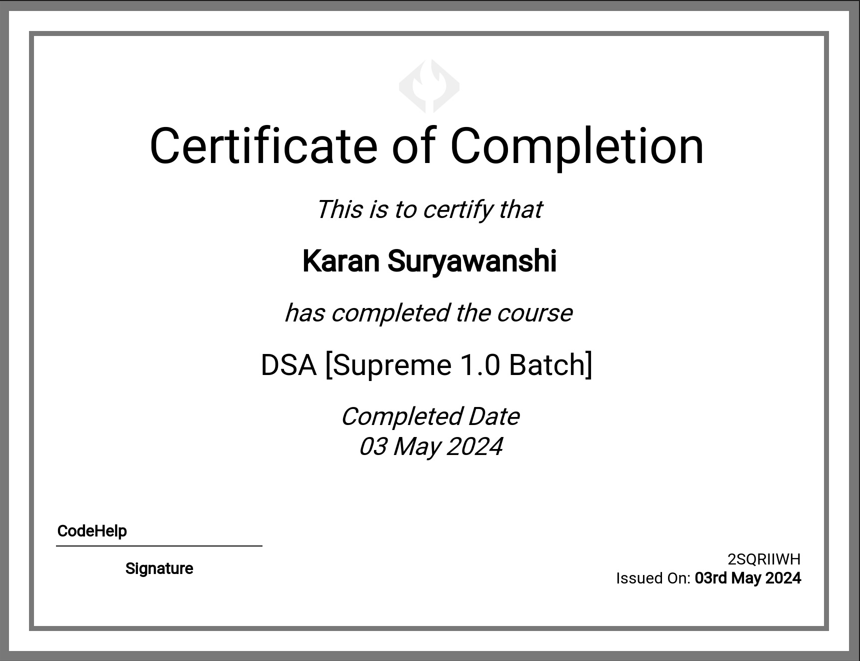 Certificate of Completion
This is to certify that
Karan Suryawanshi
has completed the course
DSA [Supreme 1.0 Batch]
Completed Date
03 May 2024
CodeHelp
Signature
2SQRIIWH
Issued On: 03rd May 2024